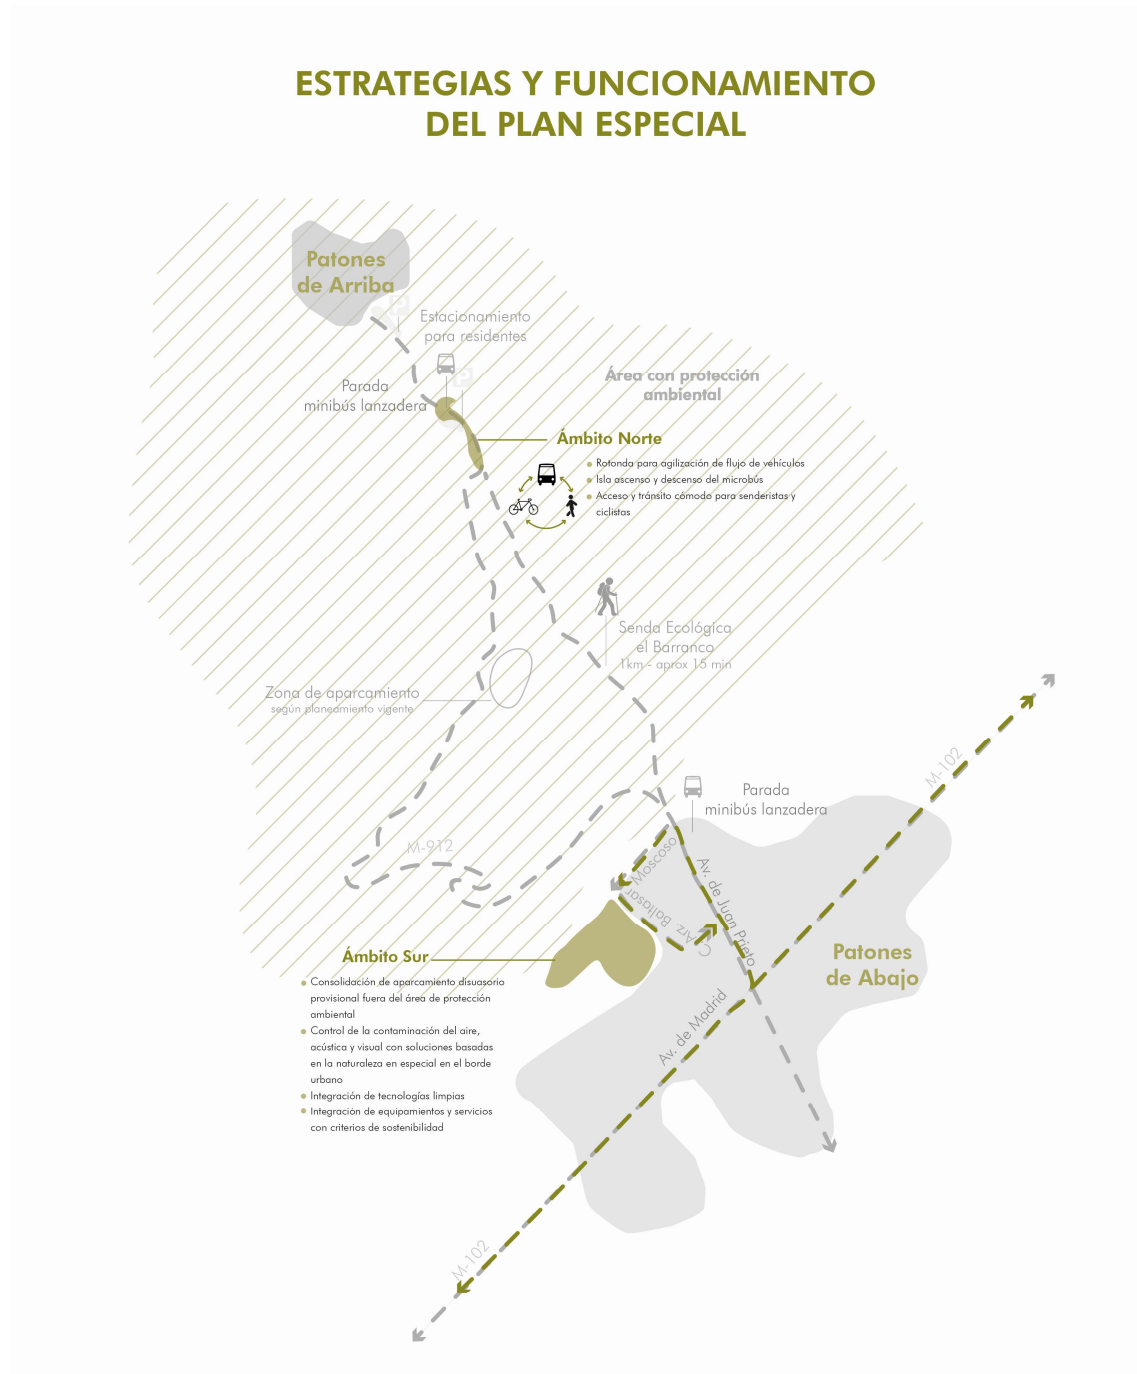 ESTRATEGIAS Y FUNCIONAMIENTO
DEL PLAN ESPECIAL
Patones
de Arriba
P
Estacionamiento
para residentes
P
Parada
minibús lanzadera
Área con protección
ambiental
Ámbito Norte
Rotonda para agilización de flujo de vehículos
Isla ascenso y descenso del microbús
Acceso y tránsito cómodo para senderistas y
ciclistas
Senda Ecológica
el Barranco
1km - aprox 15 min
Zona de aparcamiento
según planeamiento vigente
M-102
Parada
minibús lanzadera
M-912
C. Arz. Baltasar Moscoso
Av. de Juan Prieto
Patones
de Abajo
Ámbito Sur
Consolidación de aparcamiento disuasorio
provisional fuera del área de protección
ambiental
Control de la contaminación del aire,
acústica y visual con soluciones basadas
en la naturaleza en especial en el borde
urbano
Integración de tecnologías limpias
Integración de equipamientos y servicios
con criterios de sostenibilidad
Av. de Madrid
M-102